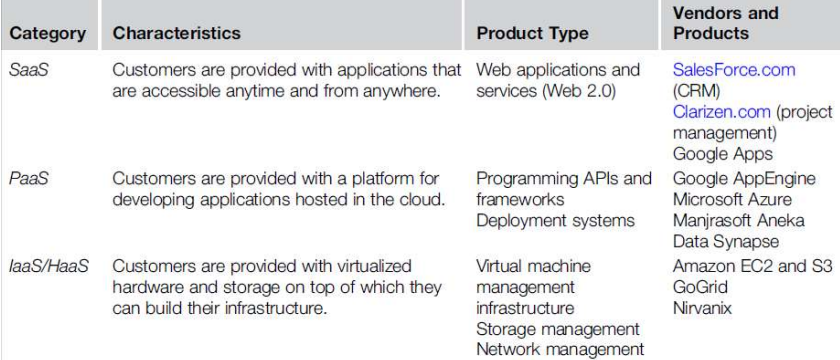 Category Characteristics Product Type Vendors and Products
SaaS Customers are provided with applications that are accessible anytime and from anywhere. Web applications and services (Web 2.0) SalesForce.com (CRM) Clarizen.com (project management) Google Apps
PaaS Customers are provided with a platform for developing applications hosted in the cloud. Programming APIs and frameworks Deployment systems Google AppEngine Microsoft Azure Manjrasoft Aneka Data Synapse
IaaS/HaaS Customers are provided with virtualized hardware and storage on top of which they can build their infrastructure. Virtual machine management infrastructure Storage management Network management Amazon EC2 and S3 GoGrid Nirvanix